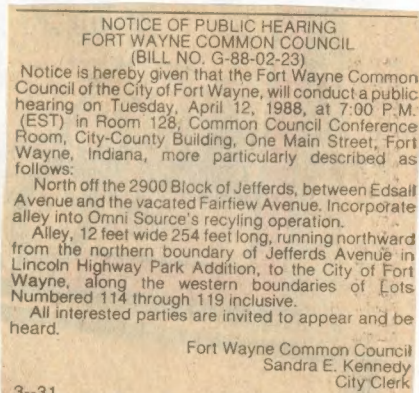 NOTICE OF PUBLIC HEARING
FORT WAYNE COMMON COUNCIL
(BILL NO. G-88-02-23)
Notice is hereby given that the Fort Wayne Common
Council of the City of Fort Wayne, will conduct a public
hearing on Tuesday, April 12, 1988, at 7:00 P.M.
(EST) in Room 128, Common Council Conference
Room, City-County Building, One Main Street, Fort
Wayne, Indiana, more particularly described as
follows:
North off the 2900 Block of Jefferds, between Edsall
Avenue and the vacated Fairfiew Avenue. Incorporate
alley into Omni Source's recyling operation.
Alley, 12 feet wide 254 feet long, running northward
from the northern boundary of Jefferds Avenue in
Lincoln Highway Park Addition, to the City of Fort
Wayne, along the western boundaries of Lots
Numbered 114 through 119 inclusive.
All interested parties are invited to appear and be
heard.
Fort Wayne Common Council
Sandra E. Kennedy
City Clerk
3--31